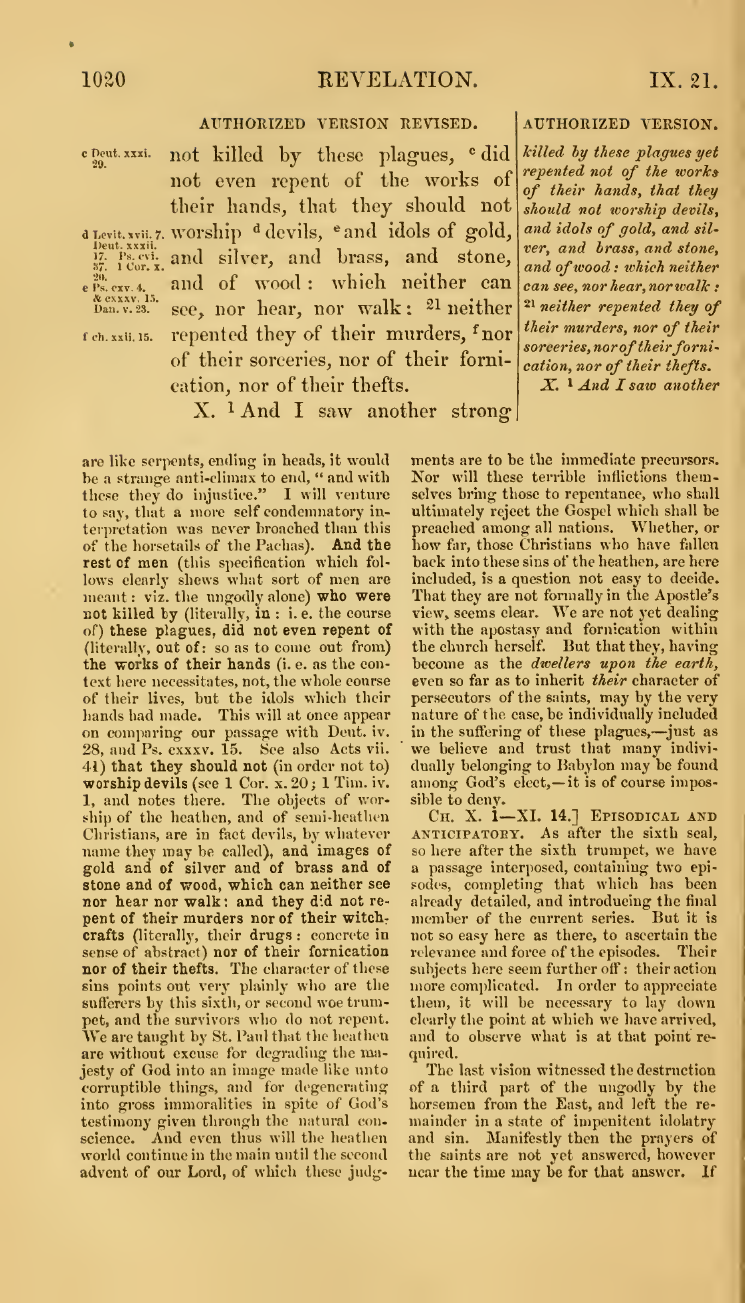 1020 REVELATION. IX. 21.
AUTHORIZED VERSION REVISED.
c Deut. xxxi.
29.
d Levit. xvii. 7.
Deut. xxxii.
17. Ps. cvi.
37. 1 Cor. x.
20.
e Ps. cxv. 4.
& cxxxv. 15.
Dan. v. 23.
f ch. xxii. 15.
not killed by these plagues, c did
not even repent of the works of
their hands, that they should not
worship d devils, e and idols of gold,
and silver, and brass, and stone,
and of wood: which neither can
see, nor hear, nor walk: 21 neither
repented they of their murders, f nor
of their sorceries, nor of their forni-
cation, nor of their thefts.
X. 1 And I saw another strong
AUTHORIZED VERSION.
killed by these plagues yet
repented not of the works
of their hands, that they
should not worship devils,
and idols of gold, and sil-
ver, and brass, and stone,
and of wood: which neither
can see, nor hear, nor walk:
21 neither repented they of
their murders, nor of their
sorceries, nor of their forni-
cation, nor of their thefts.
X. 1 And I saw another
are like serpents, ending in heads, it would
be a strange anti-climax to end, “and with
these they do injustice.” I will venture
to say, that a more self condemnatory in-
terpretation was never broached than this
of the horsetails of the Pachas). And the
rest of men (this specification which fol-
lows clearly shews what sort of men are
meant: viz. the ungodly alone) who were
not killed by (literally, in: i. e. the course
of) these plagues, did not even repent of
(literally, out of: so as to come out from)
the works of their hands (i. e. as the con-
text here necessitates, not, the whole course
of their lives, but the idols which their
hands had made. This will at once appear
on comparing our passage with Deut. iv.
28, and Ps. cxxxv. 15. See also Acts vii.
41) that they should not (in order not to)
worship devils (see 1 Cor. x. 20; 1 Tim. iv.
1, and notes there. The objects of wor-
ship of the heathen, and of semi-heathen
Christians, are in fact devils, by whatever
name they may be called), and images of
gold and of silver and of brass and of
stone and of wood, which can neither see
nor hear nor walk: and they did not re-
pent of their murders nor of their witch-
crafts (literally, their drugs: concrete in
sense of abstract) nor of their fornication
nor of their thefts. The character of these
sins points out very plainly who are the
sufferers by this sixth, or second woe trum-
pet, and the survivors who do not repent.
We are taught by St. Paul that the heathen
are without excuse for degrading the ma-
jesty of God into an image made like unto
corruptible things, and for degenerating
into gross immoralities in spite of God's
testimony given through the natural con-
science. And even thus will the heathen
world continue in the main until the second
advent of our Lord, of which these judg-
ments are to be the immediate precursors.
Nor will these terrible inflictions them-
selves bring those to repentance, who shall
ultimately reject the Gospel which shall be
preached among all nations. Whether, or
how far, those Christians who have fallen
back into these sins of the heathen, are here
included, is a question not easy to decide.
That they are not formally in the Apostle's
view, seems clear. We are not yet dealing
with the apostasy and fornication within
the church herself. But that they, having
become as the dwellers upon the earth,
even so far as to inherit their character of
persecutors of the saints, may by the very
nature of the case, be individually included
in the suffering of these plagues,—just as
we believe and trust that many indivi-
dually belonging to Babylon may be found
among God's elect,—it is of course impos-
sible to deny.
CH. X. 1—XI. 14.] EPISODICAL AND
ANTICIPATORY. As after the sixth seal,
so here after the sixth trumpet, we have
a passage interposed, containing two epi-
sodes, completing that which has been
already detailed, and introducing the final
member of the current series. But it is
not so easy here as there, to ascertain the
relevance and force of the episodes. Their
subjects here seem further off: their action
more complicated. In order to appreciate
them, it will be necessary to lay down
clearly the point at which we have arrived,
and to observe what is at that point re-
quired.
The last vision witnessed the destruction
of a third part of the ungodly by the
horsemen from the East, and left the re-
mainder in a state of impenitent idolatry
and sin. Manifestly then the prayers of
the saints are not yet answered, however
near the time may be for that answer. If